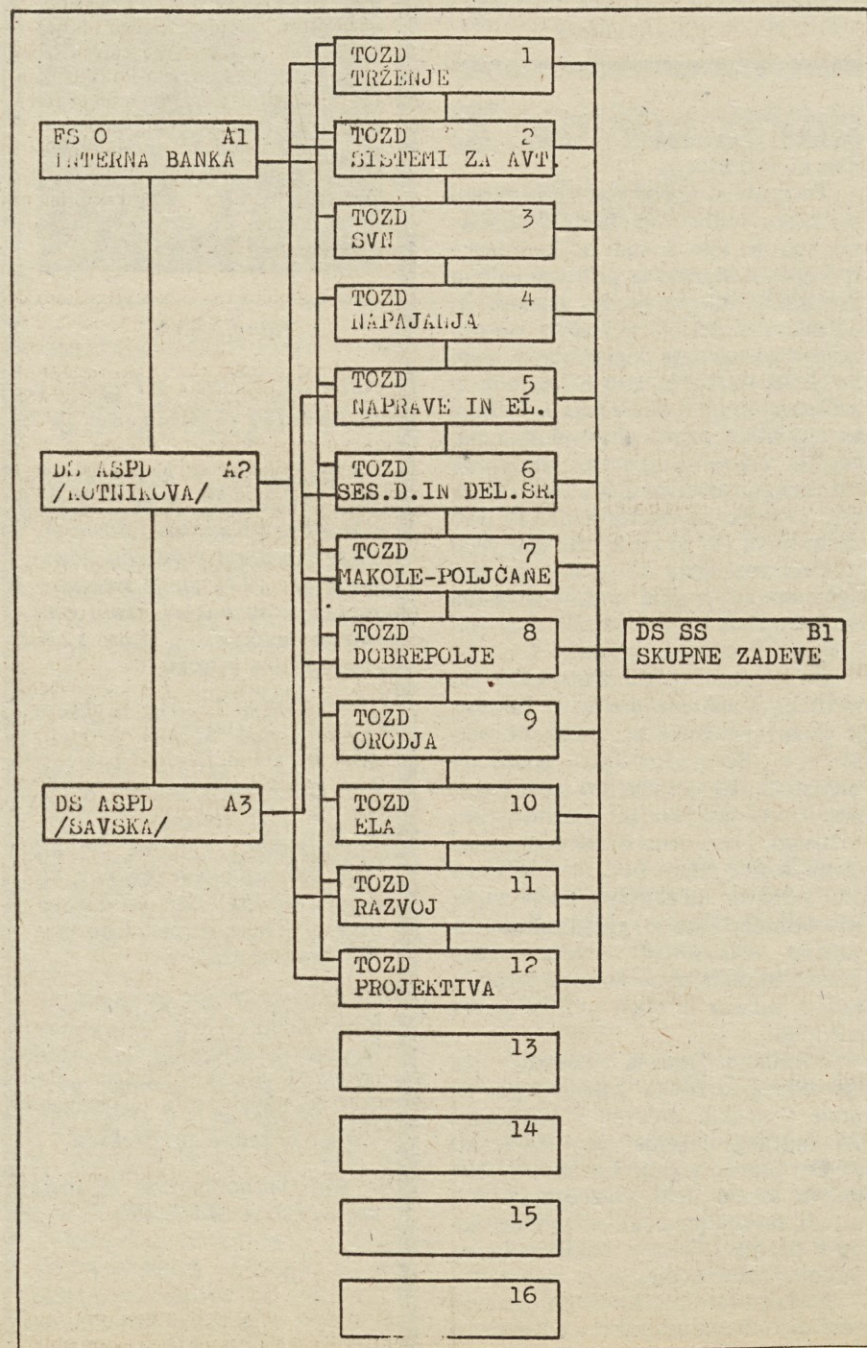 TOZD 1
TRŽENJE
FS O A1
INTERNA BANKA
TOZD 2
SISTEMI ZA AVT.
TOZD 3
SVN
TOZD 4
NAPAJANJA
TOZD 5
NAPRAVE IN EL.
DS ASPD A2
/KOTNIKOVA/
TOZD 6
SES.D.IN DEL.SR.
TOZD 7
MAKOLE-POLJČANE
TOZD 8
DOBREPOLJE
DS SS B1
SKUPNE ZADEVE
TOZD 9
ORODJA
DS ASPD A3
/SAVSKA/
TOZD 10
ELA
TOZD 11
RAZVOJ
TOZD 12
PROJEKTIVA
13
14
15
16